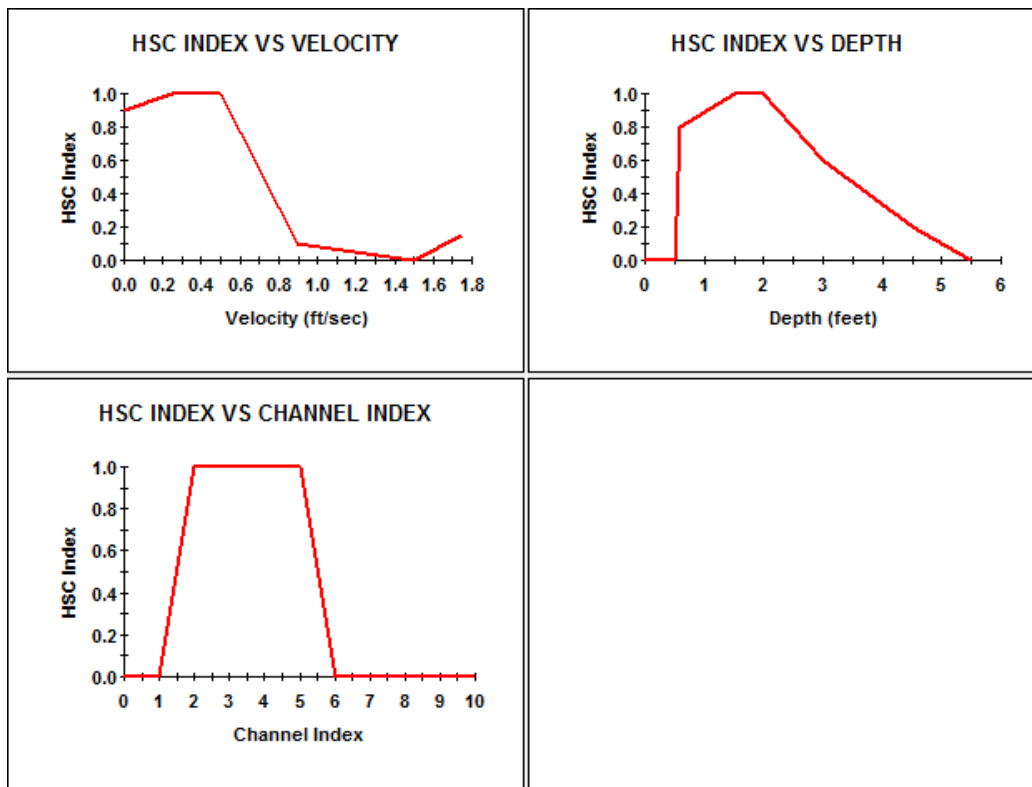 HSC INDEX VS VELOCITY
HSC Index
1.0
0.8
0.6
0.4
0.2
0.0
0.0 0.2 0.4 0.6 0.8 1.0 1.2 1.4 1.6 1.8
Velocity (ft/sec)
HSC INDEX VS DEPTH
HSC Index
1.0
0.8
0.6
0.4
0.2
0.0
0 1 2 3 4 5 6
Depth (feet)
HSC INDEX VS CHANNEL INDEX
HSC Index
1.0
0.8
0.6
0.4
0.2
0.0
0 1 2 3 4 5 6 7 8 9 10
Channel Index